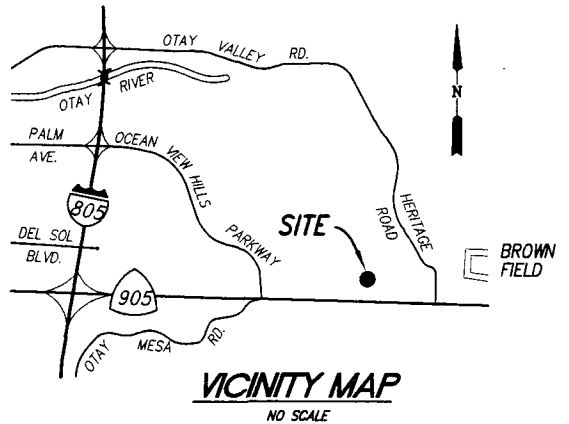 OTAY VALLEY RD.
OTAY RIVER
N
PALM
AVE.
OCEAN VIEW HILLS PARKWAY
805
HERITAGE
ROAD
SITE
DEL SOL
BLVD.
BROWN
FIELD
905
OTAY MESA RD.
VICINITY MAP
NO SCALE